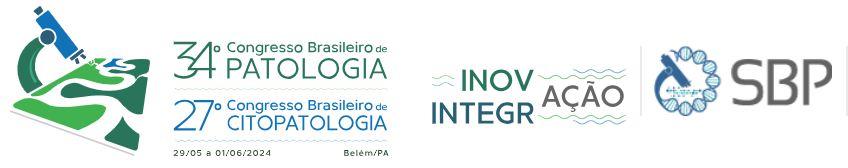 34º Congresso Brasileiro de
PATOLOGIA
27º Congresso Brasileiro de
CITOPATOLOGIA
29/05 a 01/06/2024 Belém/PA
INOV
INTEGR AÇÃO
SBP